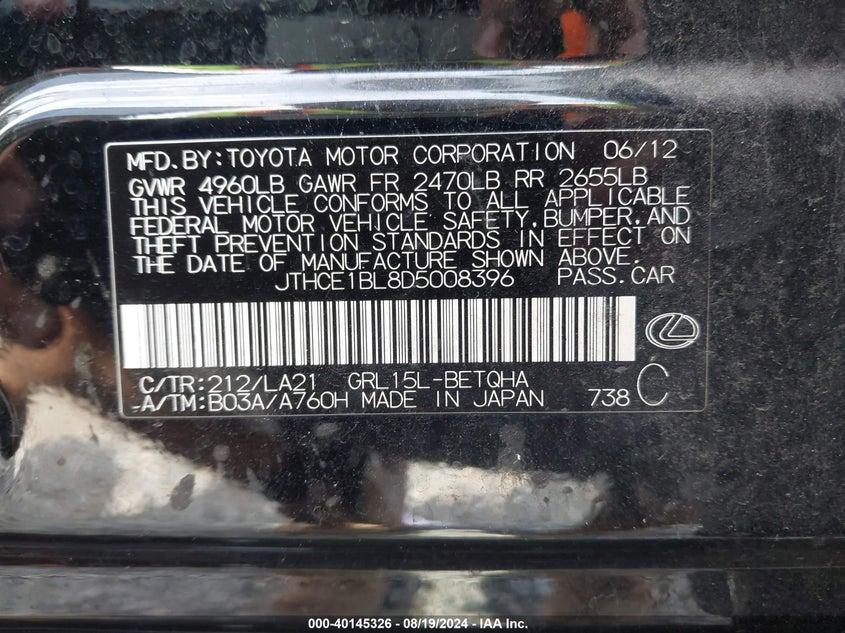 MFD.BY:TOYOTA MOTOR CORPORATION 06/12
GVWR 4960LB GAWR FR 2470LB RR 2655LB
THIS VEHICLE CONFORMS TO ALL APPLICABLE
FEDERAL MOTOR VEHICLE SAFETY,BUMPER,AND
THEFT PREVENTION STANDARDS IN EFFECT ON
THE DATE OF MANUFACTURE SHOWN ABOVE.
JTHCE1BL8D5008396 PASS.CAR
C/TR:212/LA21 GRL15L-BETQHA
A/TM:B03A/A760H MADE IN JAPAN 738 C
000-40145326 - 08/19/2024 - IAA Inc.